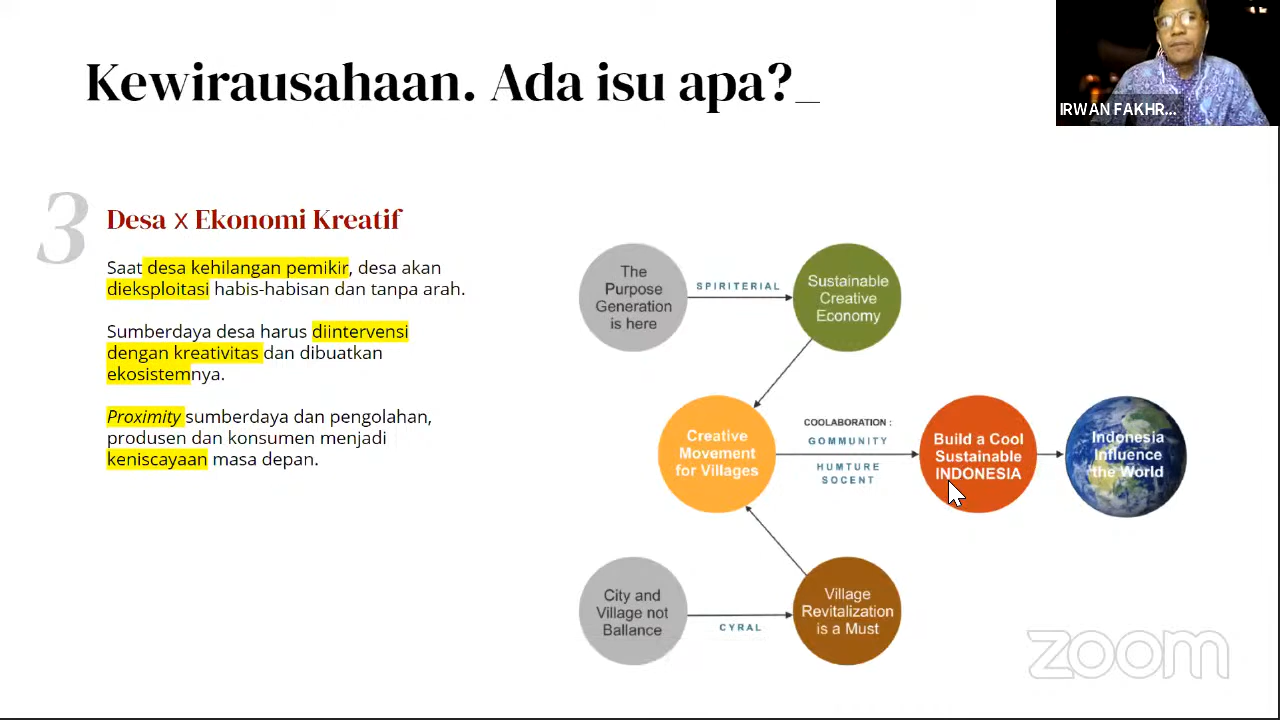 Kewirausahaan. Ada isu apa?_
IRWAN FAKHR...
3
Desa x Ekonomi Kreatif
Saat desa kehilangan pemikir, desa akan
dieksploitasi habis-habisan dan tanpa arah.
Sumberdaya desa harus diintervensi
dengan kreativitas dan dibuatkan
ekosistemnya.
Proximity sumberdaya dan pengolahan,
produsen dan konsumen menjadi
keniscayaan masa depan.
The
Purpose
Generation
is here
SPIRITERIAL
Sustainable
Creative
Economy
Creative
Movement
for Villages
COOLABORATION :
GOMMUNITY
HUMTURE
SOCENT
Build a Cool
Sustainable
INDONESIA
Indonesia
Influence
the World
City and
Village not
Ballance
CYRAL
Village
Revitalization
is a Must
zoom